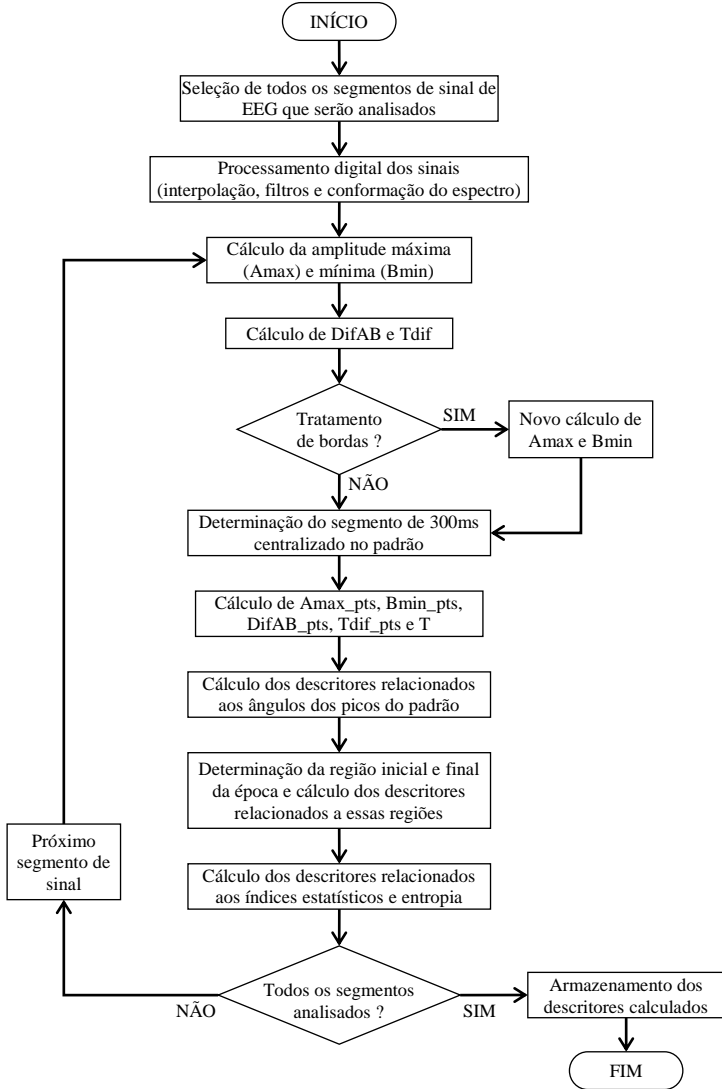 INÍCIO
Seleção de todos os segmentos de sinal de
EEG que serão analisados
Processamento digital dos sinais
(interpolação, filtros e conformação do espectro)
Cálculo da amplitude máxima
(Amax) e mínima (Bmin)
Cálculo de DifAB e Tdif
Tratamento
de bordas ?
SIM
Novo cálculo de
Amax e Bmin
NÃO
Determinação do segmento de 300ms
centralizado no padrão
Cálculo de Amax_pts, Bmin_pts,
DifAB_pts, Tdif_pts e T
Cálculo dos descritores relacionados
aos ângulos dos picos do padrão
Determinação da região inicial e final
da época e cálculo dos descritores
relacionados a essas regiões
Próximo
segmento de
sinal
Cálculo dos descritores relacionados
aos índices estatísticos e entropia
Todos os segmentos
analisados ?
NÃO
SIM
Armazenamento dos
descritores calculados
FIM